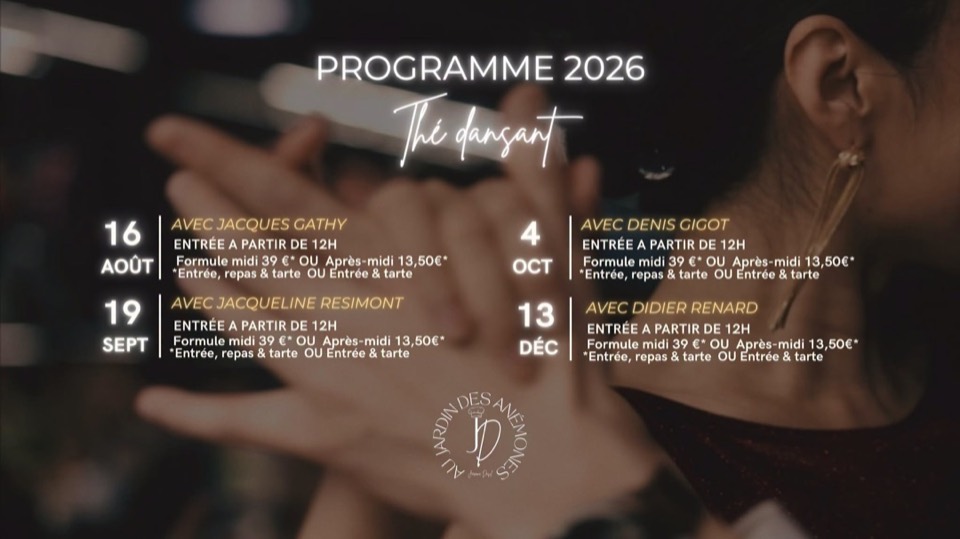 PROGRAMME 2026
Thé dansant
16 AOÛT
AVEC JACQUES GATHY
ENTRÉE A PARTIR DE 12H
Formule midi 39 €* OU Après-midi 13,50€*
*Entrée, repas & tarte OU Entrée & tarte
19 SEPT
AVEC JACQUELINE RESIMONT
ENTRÉE A PARTIR DE 12H
Formule midi 39 €* OU Après-midi 13,50€*
*Entrée, repas & tarte OU Entrée & tarte
4 OCT
AVEC DENIS GIGOT
ENTRÉE A PARTIR DE 12H
Formule midi 39 €* OU Après-midi 13,50€*
*Entrée, repas & tarte OU Entrée & tarte
13 DÉC
AVEC DIDIER RENARD
ENTRÉE A PARTIR DE 12H
Formule midi 39 €* OU Après-midi 13,50€*
*Entrée, repas & tarte OU Entrée & tarte
AU JARDIN DES ANÉMONES
JD